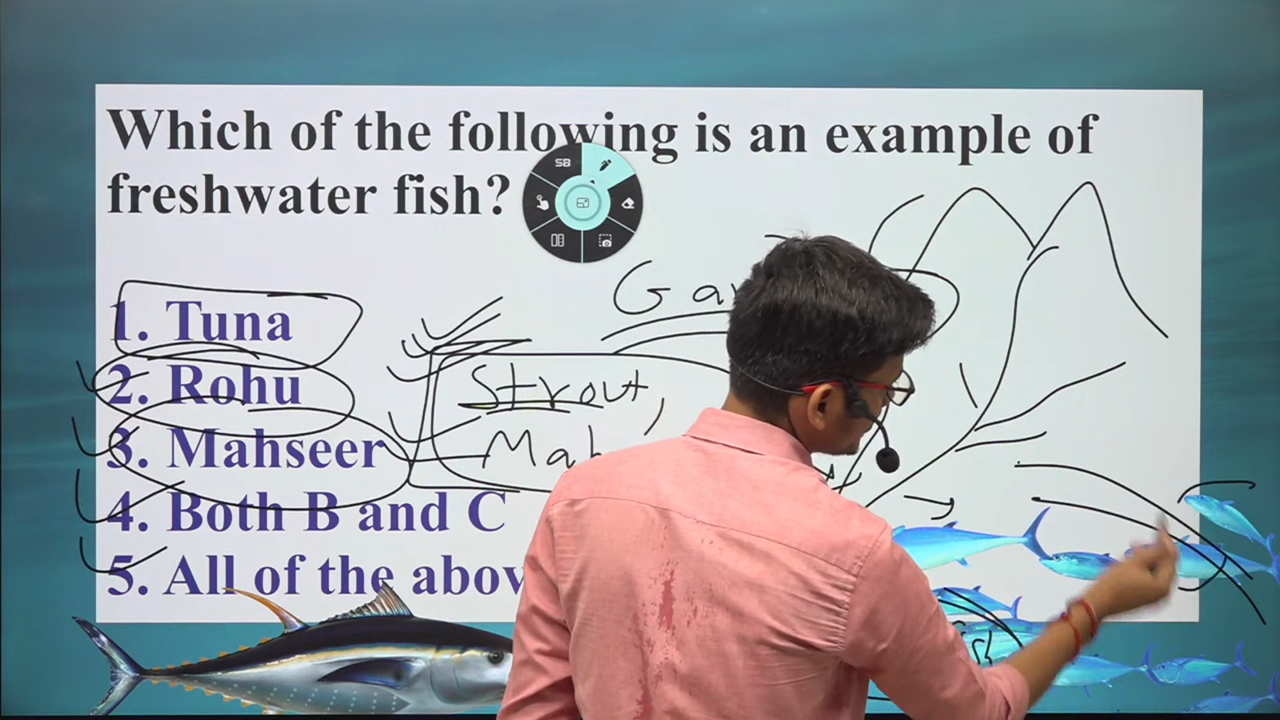 Which of the following is an example of
freshwater fish?
SB
1. Tuna
2. Rohu
3. Mahseer
4. Both B and C
5. All of the
Strout,